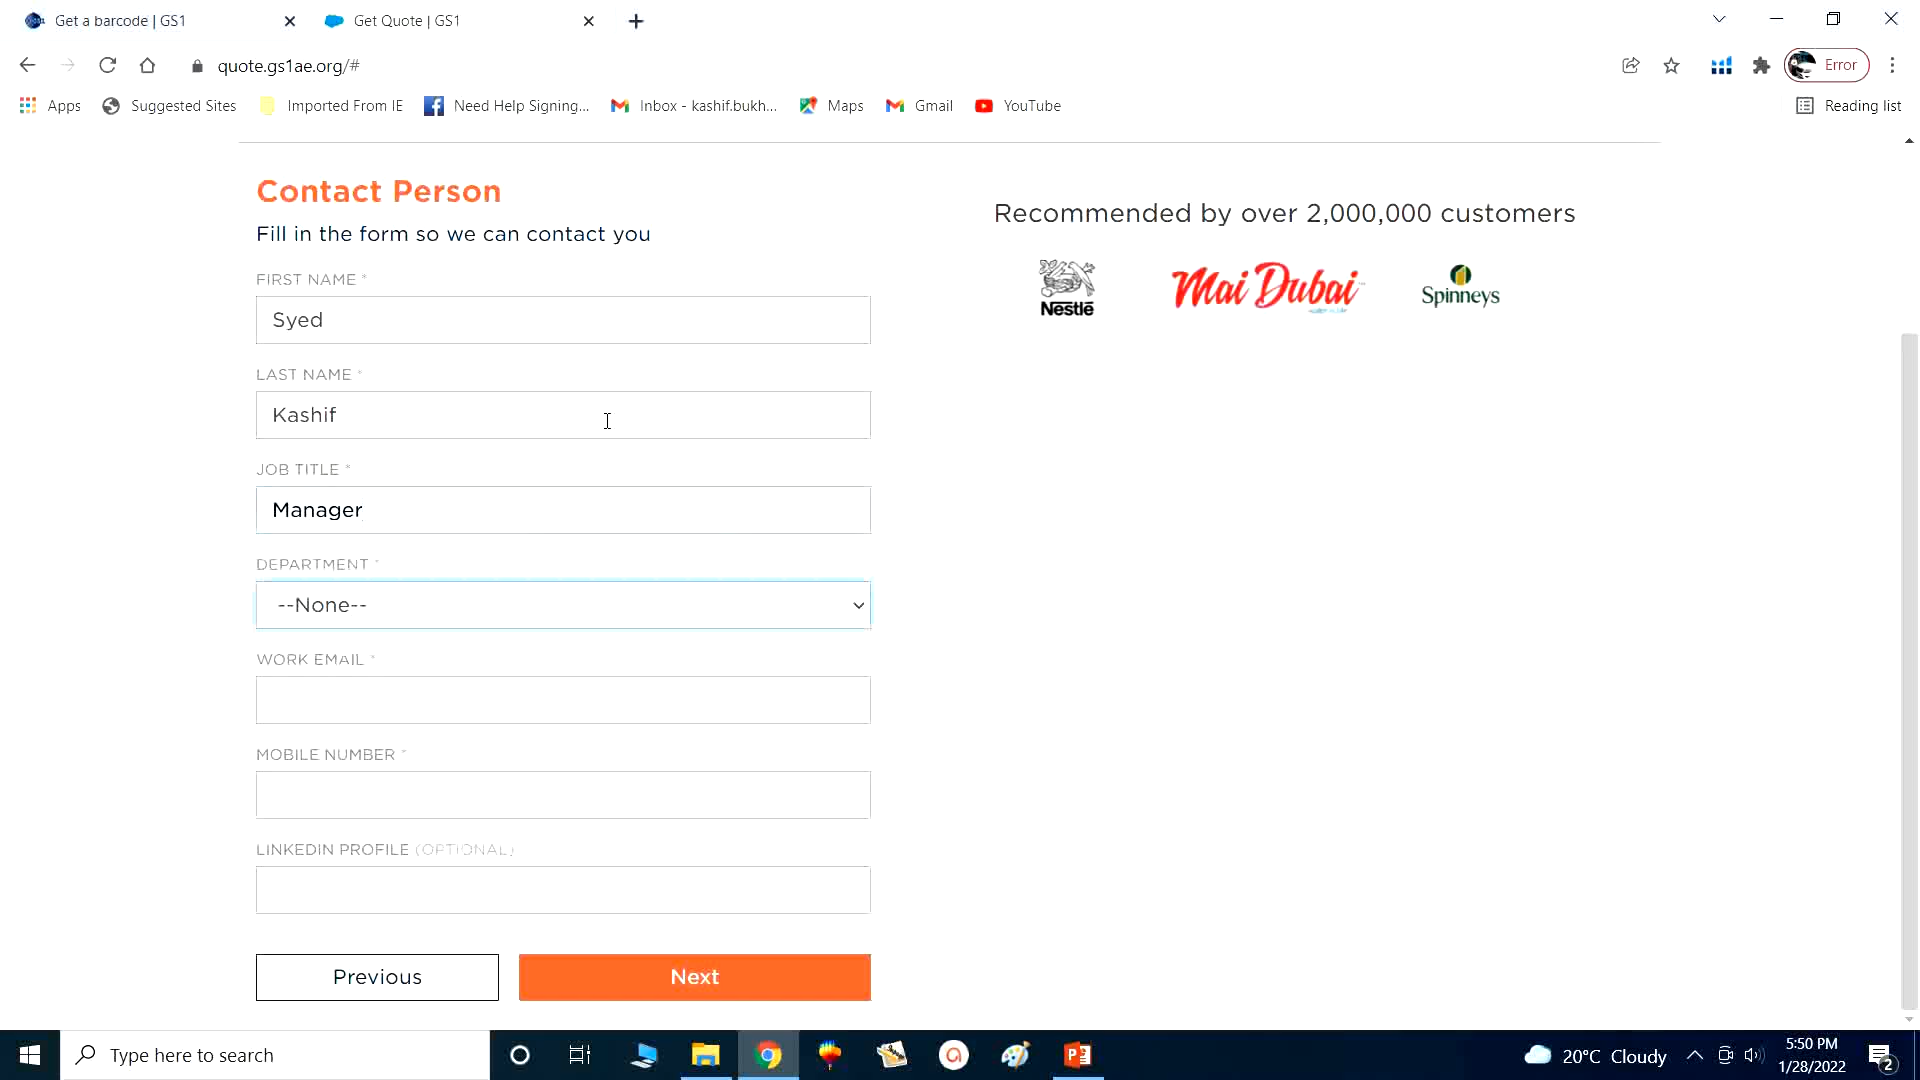 Get a barcode | GS1
Get Quote | GS1
quote.gs1ae.org/#
Error
Apps
Suggested Sites
Imported From IE
Need Help Signing...
Inbox - kashif.bukh...
Maps
Gmail
YouTube
Reading list
Contact Person
Fill in the form so we can contact you
FIRST NAME *
Syed
LAST NAME *
Kashif
JOB TITLE *
Manager
DEPARTMENT *
--None--
WORK EMAIL *
MOBILE NUMBER *
LINKEDIN PROFILE (OPTIONAL)
Previous
Next
Recommended by over 2,000,000 customers
Nestlē
Mai Dubai
Spinneys
Type here to search
20°C Cloudy
5:50 PM
1/28/2022
2